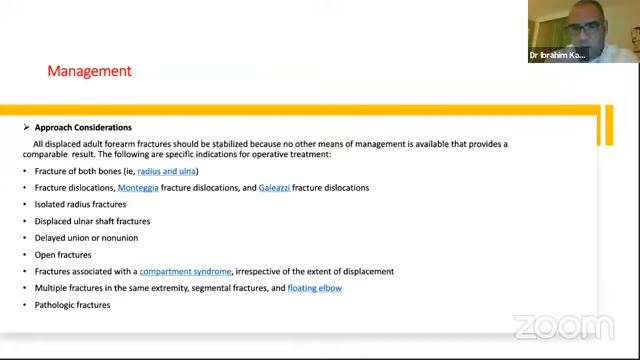 Dr Ibrahim Ka...
Management
Approach Considerations
All displaced adult forearm fractures should be stabilized because no other means of management is available that provides a
comparable result. The following are specific indications for operative treatment:
Fracture of both bones (ie, radius and ulna)
Fracture dislocations, Monteggia fracture dislocations, and Galeazzi fracture dislocations
Isolated radius fractures
Displaced ulnar shaft fractures
Delayed union or nonunion
Open fractures
Fractures associated with a compartment syndrome, irrespective of the extent of displacement
Multiple fractures in the same extremity, segmental fractures, and floating elbow
Pathologic fractures
zoom